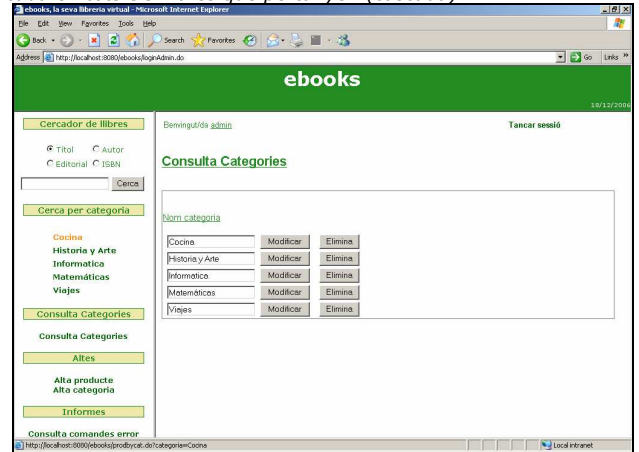 ebooks, la seva llibreria virtual - Microsoft Internet Explorer
File Edit View Favorites Tools Help
Back Search Favorites
Address http://localhost:8080/ebooks/loginAdmin.do Go Links »
ebooks
18/12/2006
Cercador de llibres
Títol Autor
Editorial ISBN
Cerca
Cerca per categoria
Cocina
Historia y Arte
Informatica
Matemáticas
Viajes
Consulta Categories
Consulta Categories
Altes
Alta producte
Alta categoria
Informes
Consulta comandes error
Benvingut/da admin Tancar sessió
Consulta Categories
Nom categoria
Cocina Modificar Elimina
Historia y Arte Modificar Elimina
Informatica Modificar Elimina
Matemáticas Modificar Elimina
Viajes Modificar Elimina
http://localhost:8080/ebooks/prodbycat.do?categoria=Cocina Local intranet